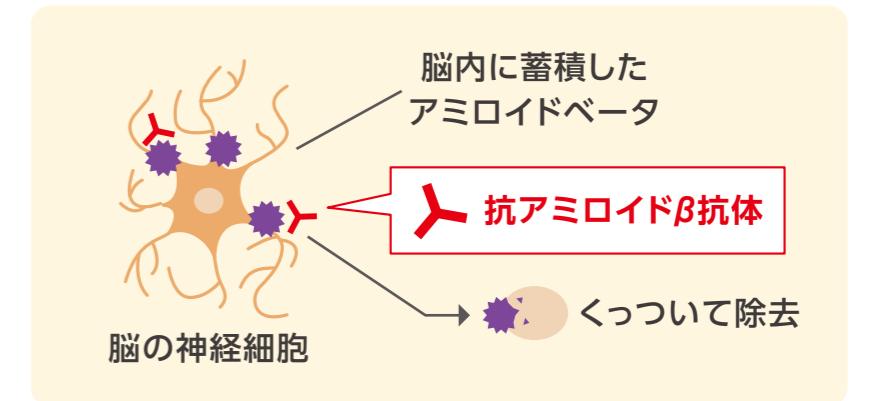 脳内に蓄積した
アミロイドベータ
抗アミロイドβ抗体
くっついて除去
脳の神経細胞